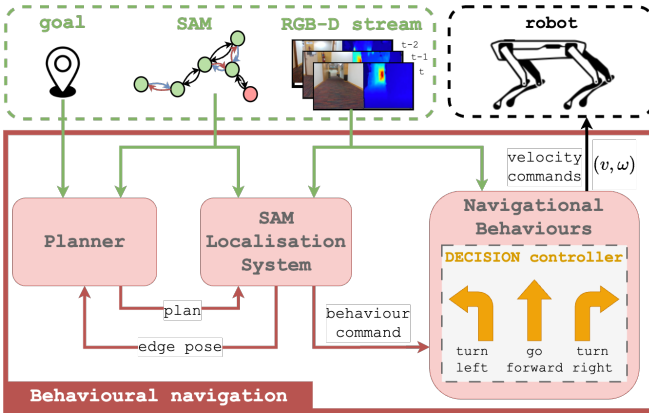 goal
SAM
RGB-D stream
t-2
t-1
t
robot
velocity
commands
(v, ω)
Planner
SAM
Localisation
System
Navigational
Behaviours
DECISION controller
turn
left
go
forward
turn
right
plan
edge pose
behaviour
command
Behavioural navigation